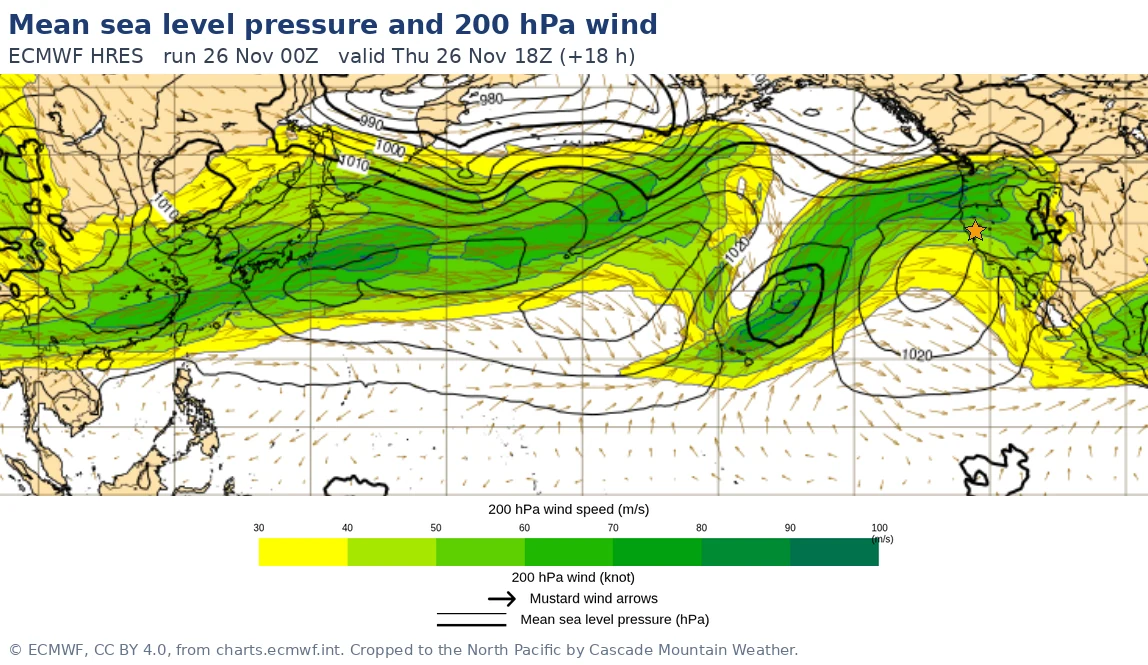 Mean sea level pressure and 200 hPa wind
ECMWF HRES run 26 Nov 00Z valid Thu 26 Nov 18Z (+18 h)
980
990
1000
1010
1010
1020
1020
200 hPa wind speed (m/s)
30 40 50 60 70 80 90 100
(m/s)
200 hPa wind (knot)
Mustard wind arrows
Mean sea level pressure (hPa)
© ECMWF, CC BY 4.0, from charts.ecmwf.int. Cropped to the North Pacific by Cascade Mountain Weather.